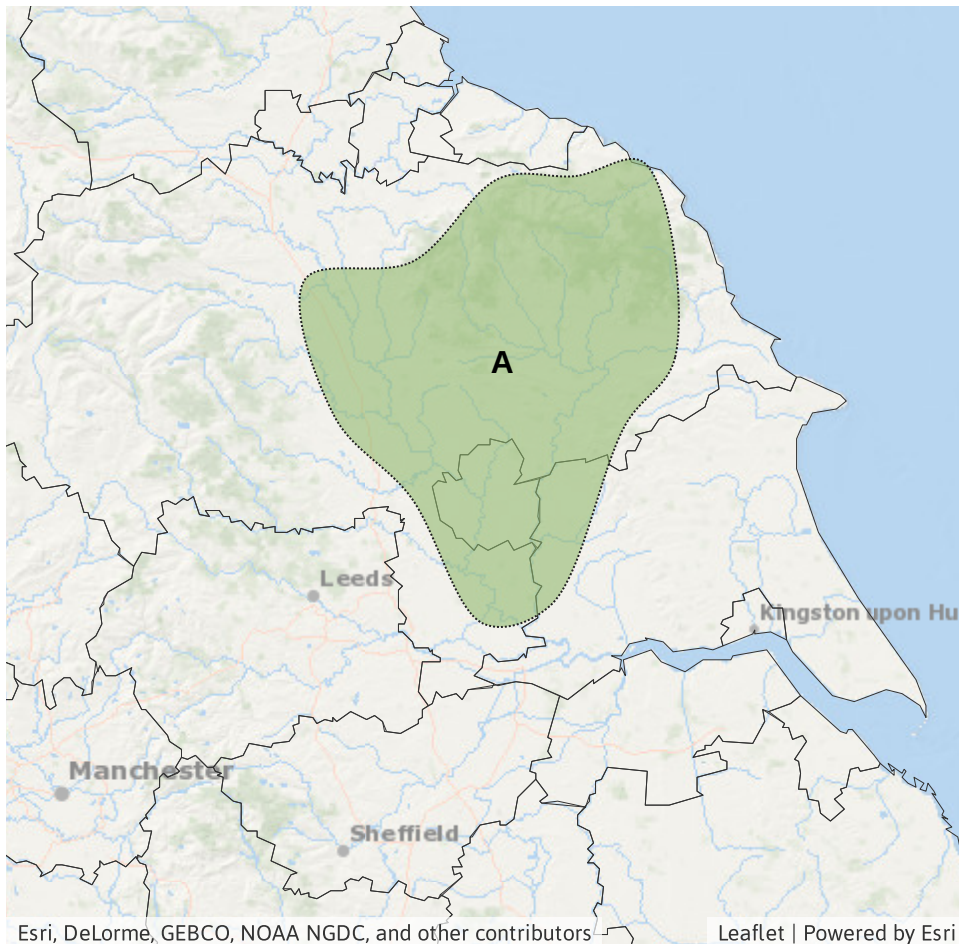 A
Leeds
Kingston upon Hu
Manchester
Sheffield
Esri, DeLorme, GEBCO, NOAA NGDC, and other contributors
Leaflet | Powered by Esri